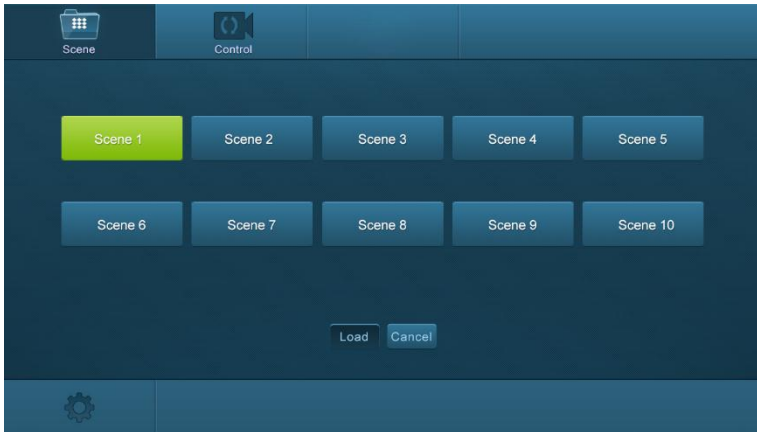 Scene Control
Scene 1 Scene 2 Scene 3 Scene 4 Scene 5
Scene 6 Scene 7 Scene 8 Scene 9 Scene 10
Load Cancel